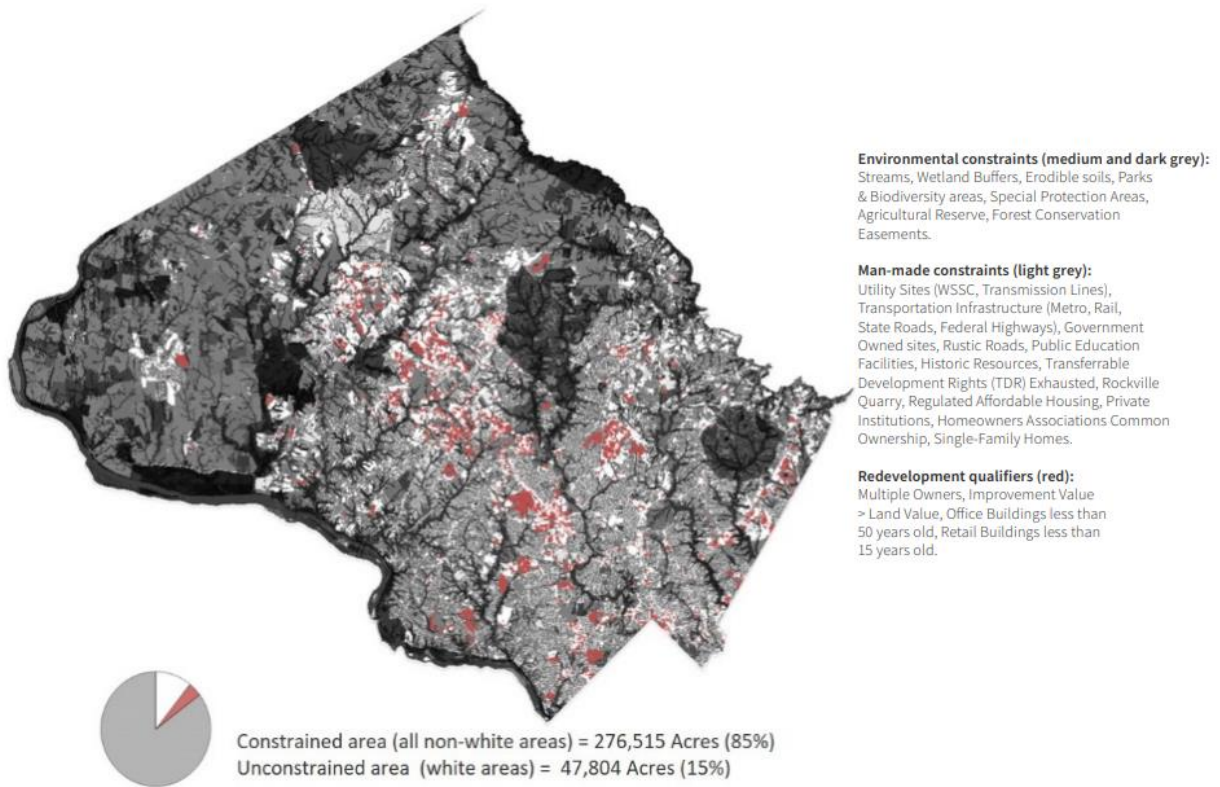 Environmental constraints (medium and dark grey):
Streams, Wetland Buffers, Erodible soils, Parks
& Biodiversity areas, Special Protection Areas,
Agricultural Reserve, Forest Conservation
Easements.
Man-made constraints (light grey):
Utility Sites (WSSC, Transmission Lines),
Transportation Infrastructure (Metro, Rail,
State Roads, Federal Highways), Government
Owned sites, Rustic Roads, Public Education
Facilities, Historic Resources, Transferrable
Development Rights (TDR) Exhausted, Rockville
Quarry, Regulated Affordable Housing, Private
Institutions, Homeowners Associations Common
Ownership, Single-Family Homes.
Redevelopment qualifiers (red):
Multiple Owners, Improvement Value
> Land Value, Office Buildings less than
50 years old, Retail Buildings less than
15 years old.
Constrained area (all non-white areas) = 276,515 Acres (85%)
Unconstrained area (white areas) = 47,804 Acres (15%)